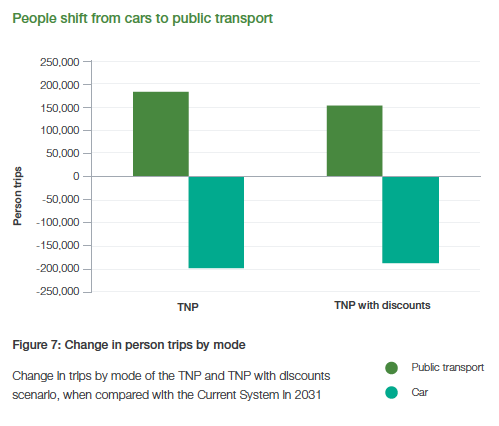 People shift from cars to public transport
250,000
200,000
150,000
100,000
50,000
0
-50,000
-100,000
-150,000
-200,000
-250,000
Person trips
TNP
TNP with discounts
Figure 7: Change in person trips by mode
Change in trips by mode of the TNP and TNP with discounts
scenario, when compared with the Current System in 2031
Public transport
Car